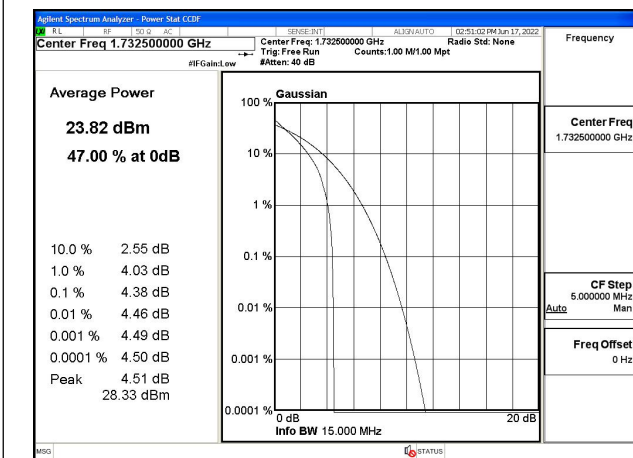 Agilent Spectrum Analyzer - Power Stat CCDF
RL RF 50 Ω AC SENSE:INT ALIGNAUTO 02:51:02 PM Jun 17, 2022
Center Freq 1.732500000 GHz
Center Freq: 1.732500000 GHz Radio Std: None
Trig: Free Run Counts:1.00 M/1.00 Mpt
#IFGain:Low #Atten: 40 dB
Frequency
Average Power
23.82 dBm
47.00 % at 0dB
10.0 % 2.55 dB
1.0 % 4.03 dB
0.1 % 4.38 dB
0.01 % 4.46 dB
0.001 % 4.49 dB
0.0001 % 4.50 dB
Peak 4.51 dB
28.33 dBm
Gaussian
100 %
10 %
1 %
0.1 %
0.01 %
0.001 %
0.0001 %
0 dB 20 dB
Info BW 15.000 MHz
Center Freq
1.732500000 GHz
CF Step
5.000000 MHz
Auto Man
Freq Offset
0 Hz
MSG STATUS